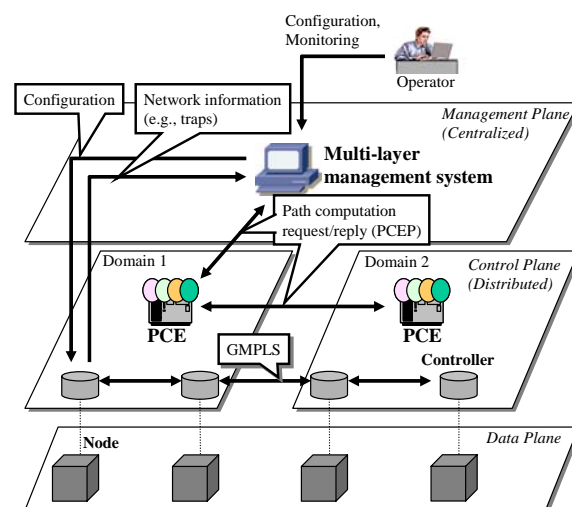 Configuration,
Monitoring
Operator
Configuration
Network information
(e.g., traps)
Management Plane
(Centralized)
Multi-layer
management system
Path computation
request/reply (PCEP)
Domain 1
Domain 2
Control Plane
(Distributed)
PCE
PCE
GMPLS
Controller
Node
Data Plane